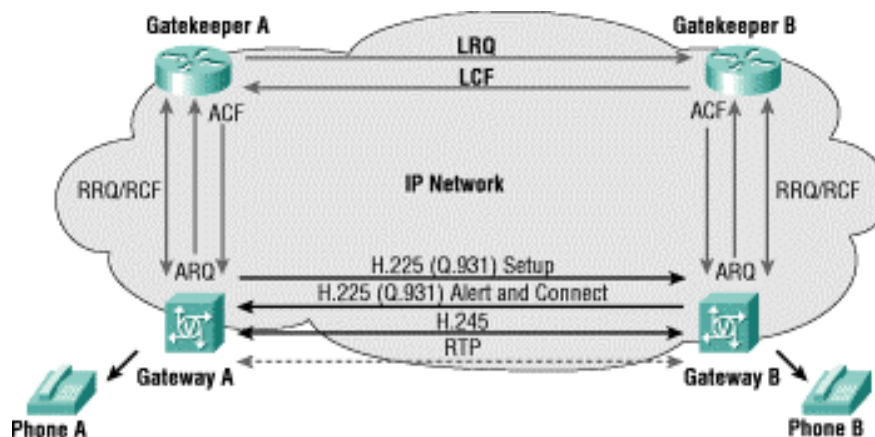 Gatekeeper A
Gatekeeper B
LRQ
LCF
ACF
ACF
IP Network
RRQ/RCF
RRQ/RCF
ARQ
ARQ
H.225 (Q.931) Setup
H.225 (Q.931) Alert and Connect
H.245
RTP
Gateway A
Gateway B
Phone A
Phone B